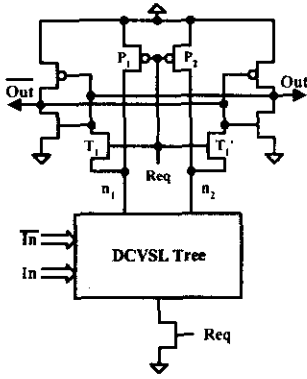 P₁
P₂
Out
Out
T₁
T₁'
Req
n₁
n₂
In
DCVSL Tree
In
Req